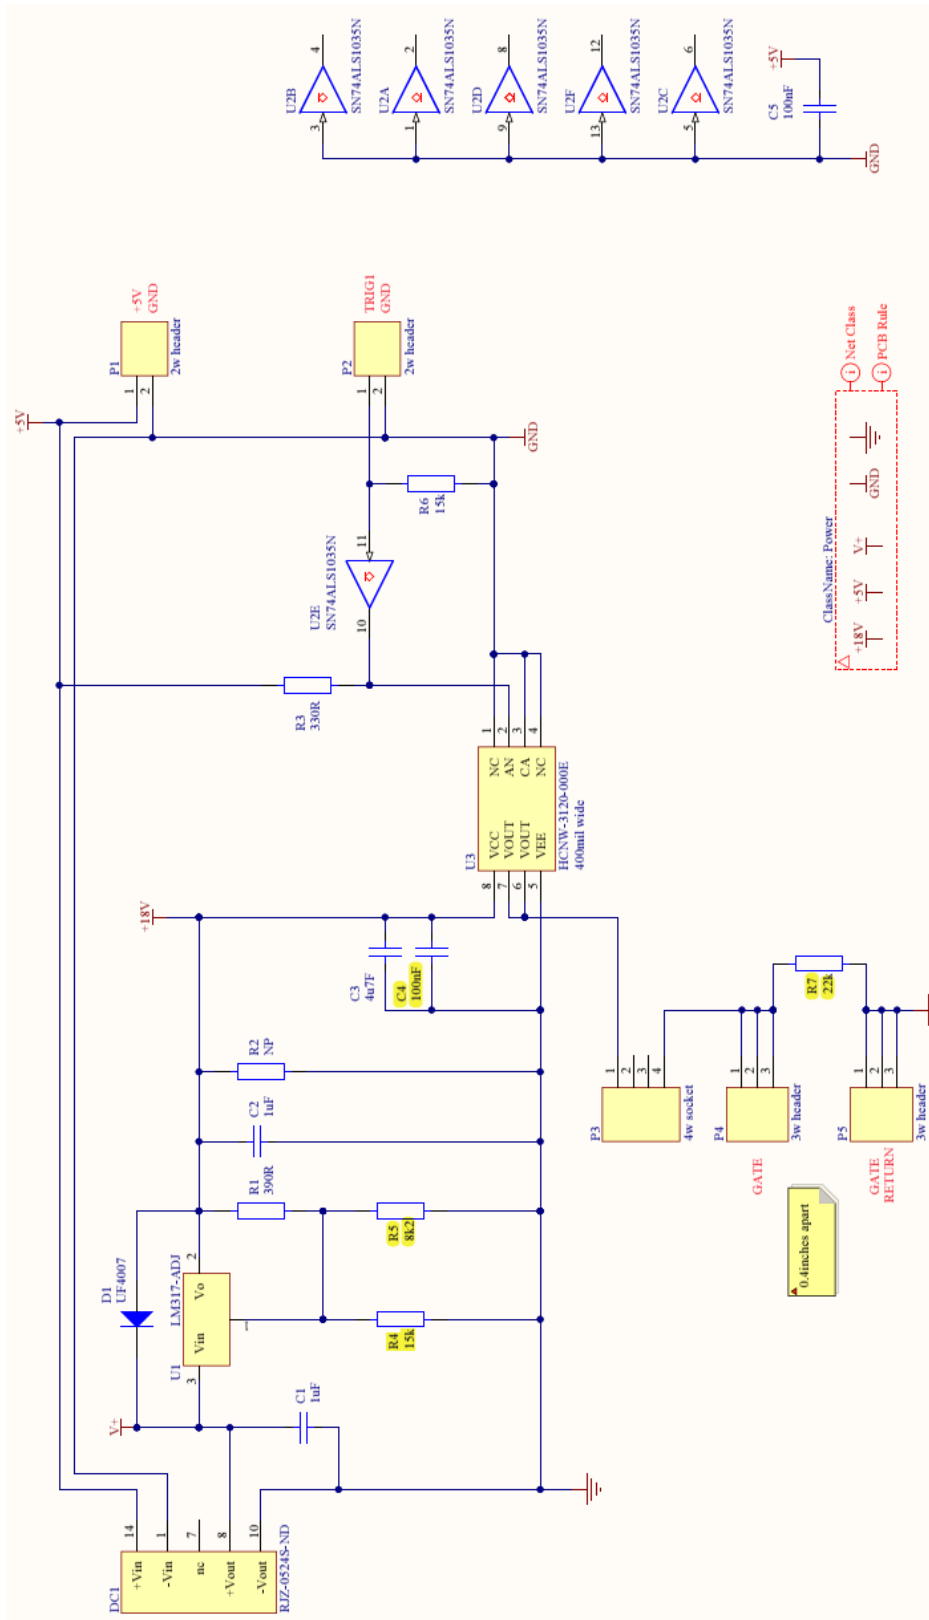 U2B
4
3
SN74ALS1035N
U2A
2
1
SN74ALS1035N
U2D
8
9
SN74ALS1035N
U2F
12
13
SN74ALS1035N
U2C
6
5
SN74ALS1035N
+5V
C5
100nF
GND
+5V
P1
1
2
2w header
+5V
GND
P2
1
2
2w header
TRIG1
GND
GND
R6
15k
11
U2E
SN74ALS1035N
10
R3
330R
ClassName: Power
+18V
+5V
V+
GND
i Net Class
i PCB Rule
U3
1
2
3
4
NC
AN
CA
NC
VCC
VOUT
VOUT
VEE
8
7
6
5
HCNW-3120-000E
400mil wide
+18V
C3
4u7F
C4
100nF
R2
NP
C2
1uF
R1
390R
R5
8k2
R4
15k
D1
UF4007
U1
LM317-ADJ
Vin
Vo
3
2
1
V+
C1
1uF
DC1
+Vin
-Vin
nc
+Vout
-Vout
14
1
7
8
10
RJZ-0524S-ND
P3
1
2
3
4
4w socket
P4
1
2
3
3w header
GATE
R7
22k
P5
1
2
3
3w header
GATE
RETURN
0.4inches apart